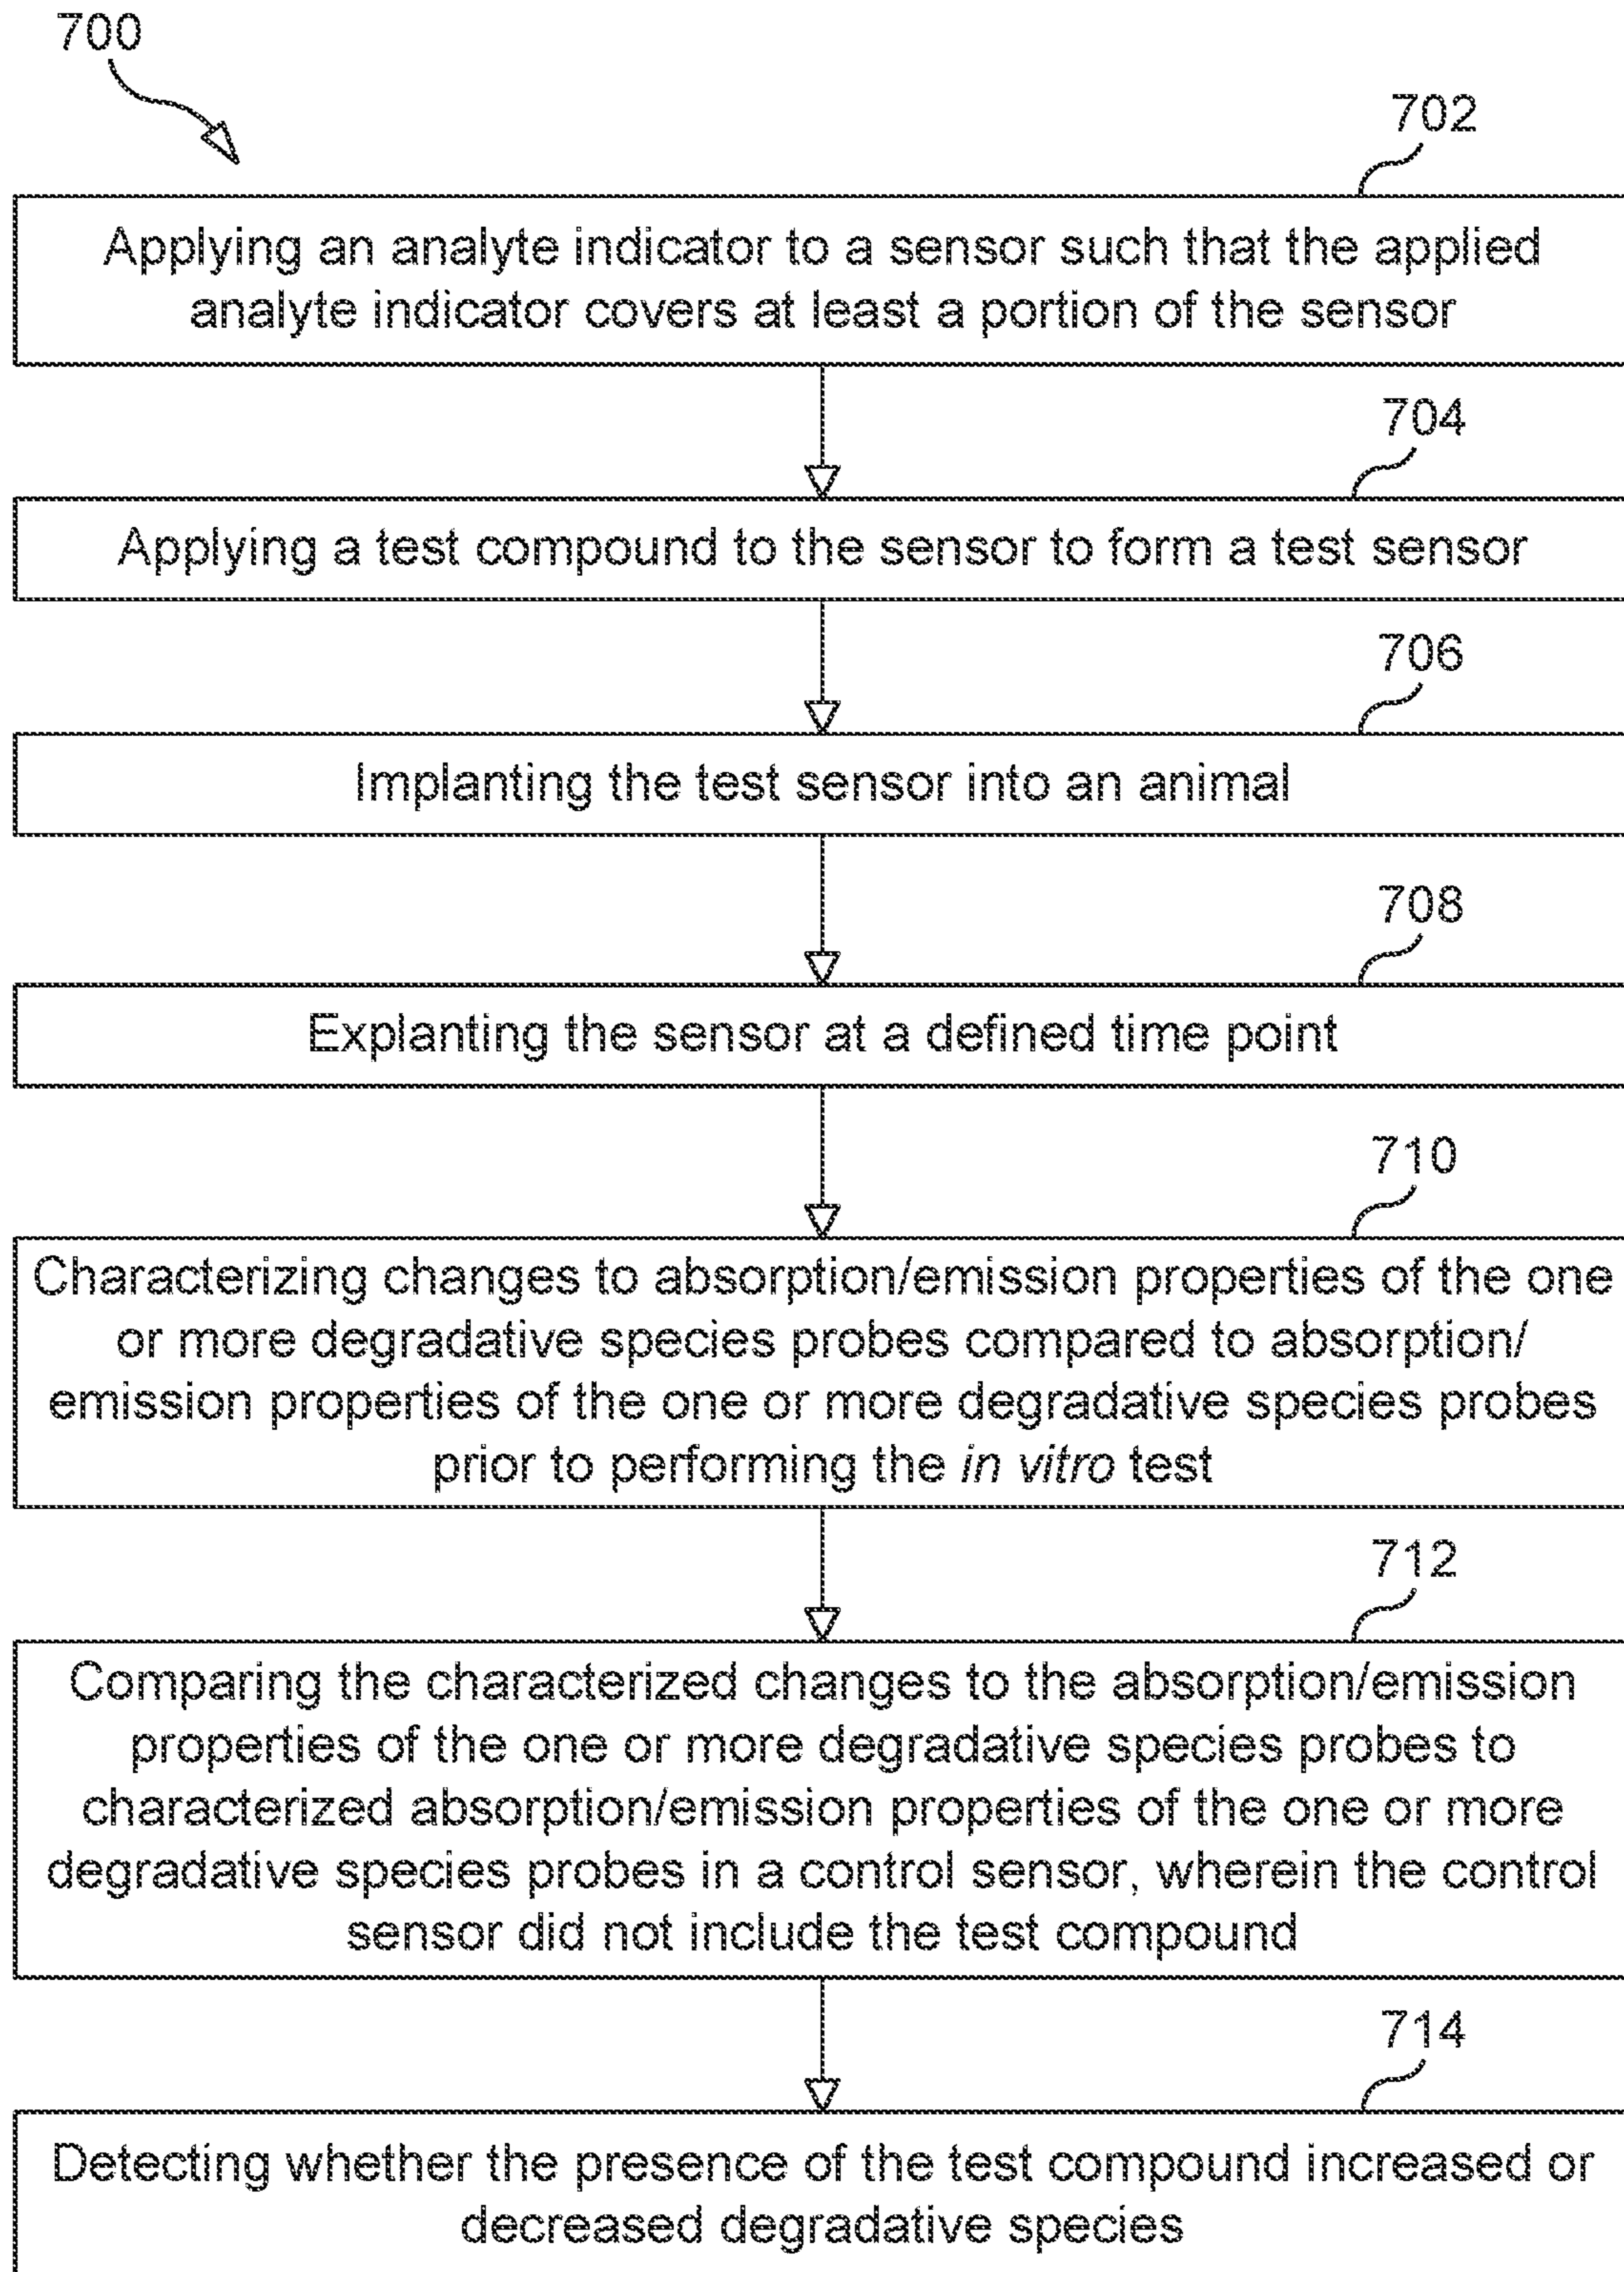 700
702
Applying an analyte indicator to a sensor such that the applied
analyte indicator covers at least a portion of the sensor
704
Applying a test compound to the sensor to form a test sensor
706
Implanting the test sensor into an animal
708
Explanting the sensor at a defined time point
710
Characterizing changes to absorption/emission properties of the one
or more degradative species probes compared to absorption/
emission properties of the one or more degradative species probes
prior to performing the in vitro test
712
Comparing the characterized changes to the absorption/emission
properties of the one or more degradative species probes to
characterized absorption/emission properties of the one or more
degradative species probes in a control sensor, wherein the control
sensor did not include the test compound
714
Detecting whether the presence of the test compound increased or
decreased degradative species